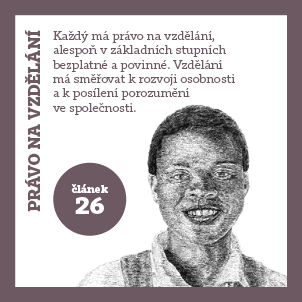 PRÁVO NA VZDĚLÁNÍ
Každý má právo na vzdělání,
alespoň v základních stupních
bezplatné a povinné. Vzdělání
má směřovat k rozvoji osobnosti
a k posílení porozumění
ve společnosti.
článek
26